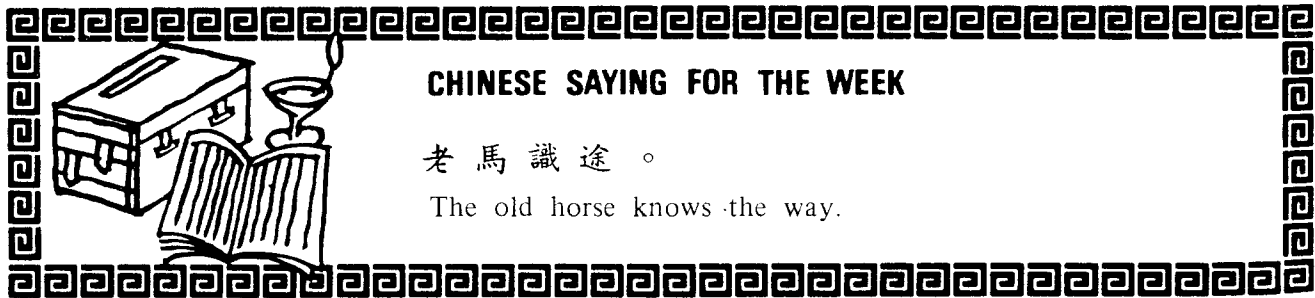 CHINESE SAYING FOR THE WEEK
老馬識途。
The old horse knows the way.